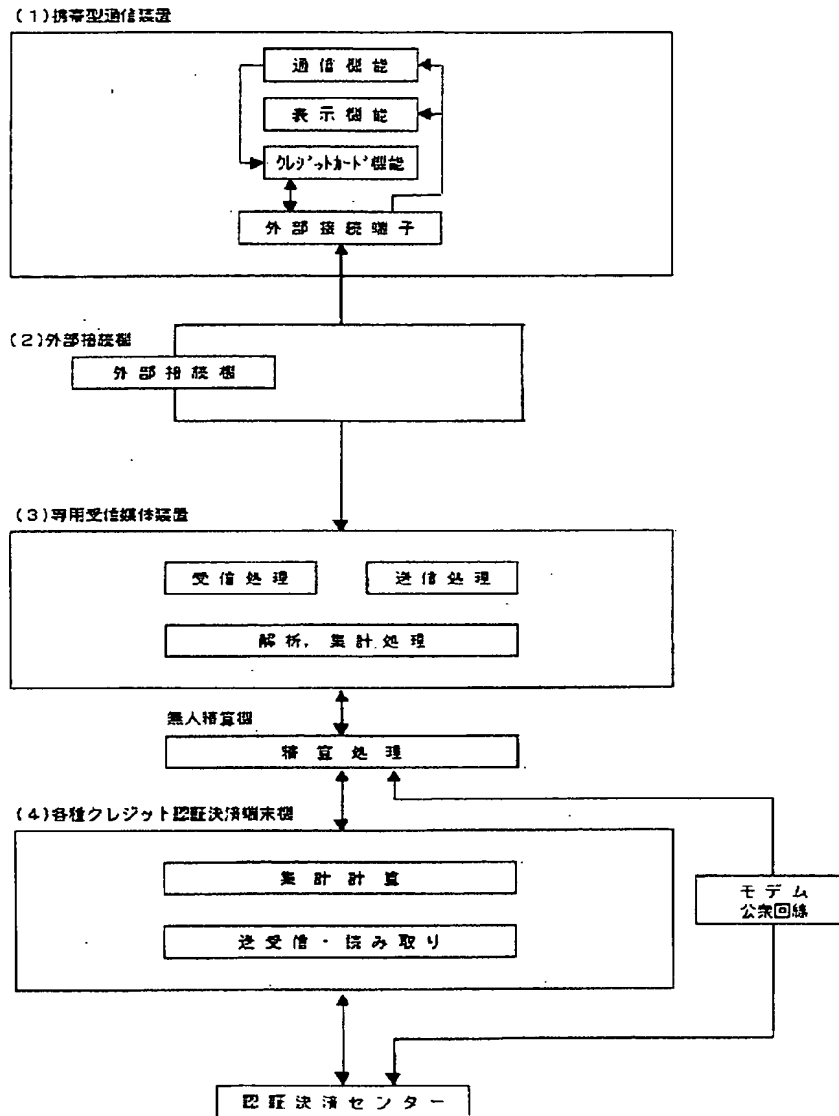 (1)携帯型通信装置
通信機能
表示機能
クレジットカード機能
外部接続端子
(2)外部接続機
外部接続機
(3)専用受信媒体装置
受信処理
送信処理
解析,集計処理
無人精算機
精算処理
(4)各種クレジット認証決済端末機
集計計算
送受信・読み取り
モデム
公衆回線
認証決済センター